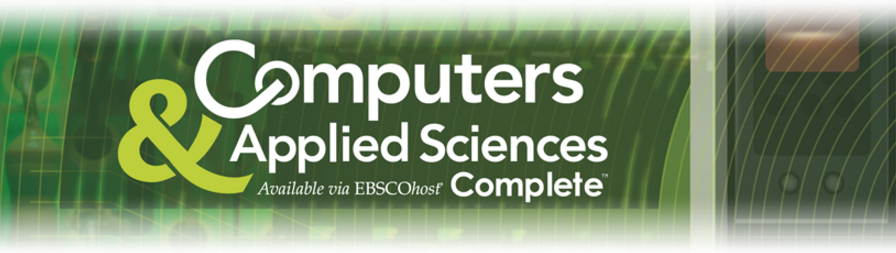 Computers
& Applied Sciences
Available via EBSCOhost® Complete™